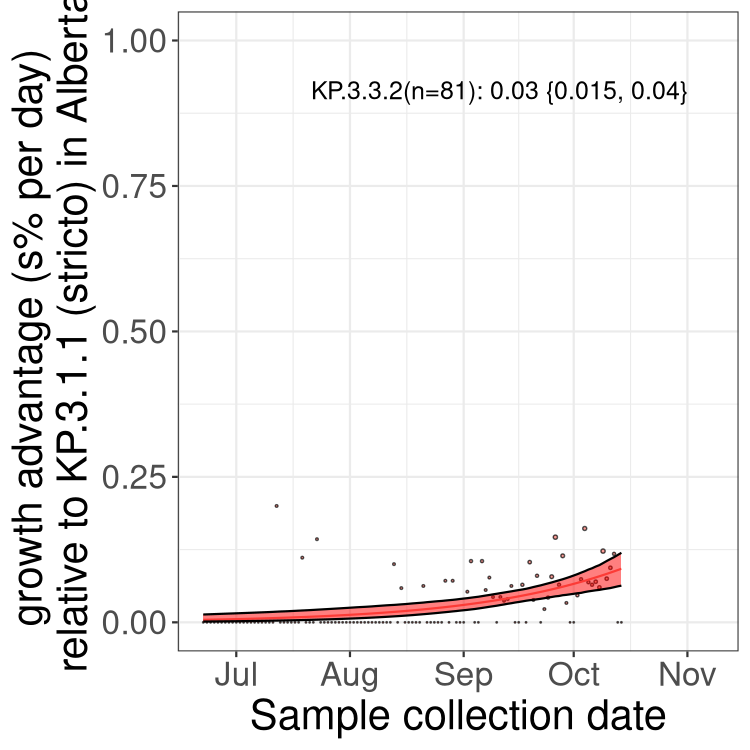 growth advantage (s% per day)
relative to KP.3.1.1 (stricto) in Alberta
1.00
0.75
0.50
0.25
0.00
KP.3.3.2(n=81): 0.03 {0.015, 0.04}
Jul Aug Sep Oct Nov
Sample collection date